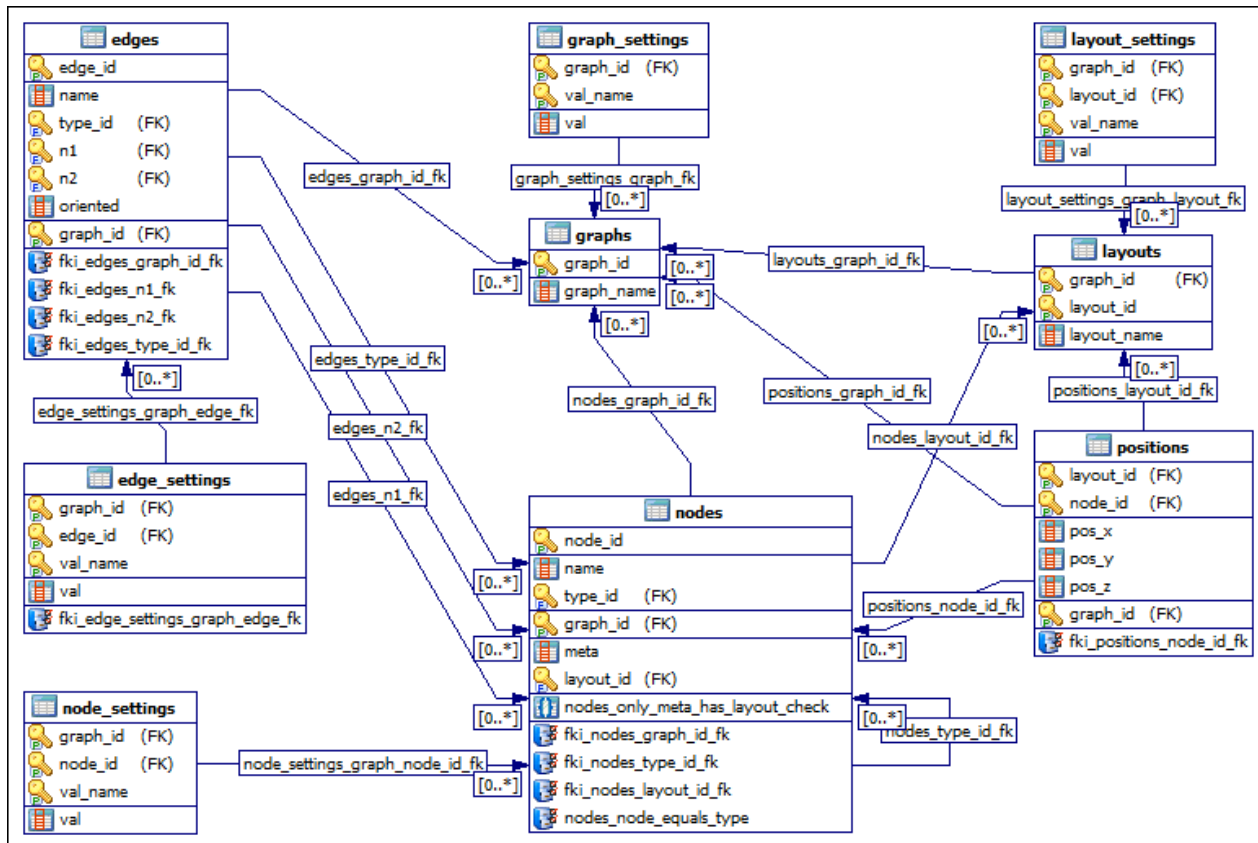 edges
edge_id
name
type_id (FK)
n1 (FK)
n2 (FK)
oriented
graph_id (FK)
fki_edges_graph_id_fk
fki_edges_n1_fk
fki_edges_n2_fk
fki_edges_type_id_fk
[0..*]
edge_settings_graph_edge_fk
edge_settings
graph_id (FK)
edge_id (FK)
val_name
val
fki_edge_settings_graph_edge_fk
node_settings
graph_id (FK)
node_id (FK)
val_name
val
node_settings_graph_node_id_fk
[0..*]
edges_graph_id_fk
[0..*]
edges_type_id_fk
[0..*]
edges_n2_fk
[0..*]
edges_n1_fk
[0..*]
graph_settings
graph_id (FK)
val_name
val
graph_settings_graph_fk
[0..*]
graphs
graph_id
graph_name
[0..*]
[0..*]
[0..*]
layouts_graph_id_fk
nodes_graph_id_fk
positions_graph_id_fk
nodes_layout_id_fk
[0..*]
nodes
node_id
name
type_id (FK)
graph_id (FK)
meta
layout_id (FK)
nodes_only_meta_has_layout_check
fki_nodes_graph_id_fk
fki_nodes_type_id_fk
fki_nodes_layout_id_fk
nodes_node_equals_type
positions_node_id_fk
[0..*]
[0..*]
nodes_type_id_fk
layout_settings
graph_id (FK)
layout_id (FK)
val_name
val
layout_settings_graph_layout_fk
[0..*]
layouts
graph_id (FK)
layout_id
layout_name
[0..*]
positions_layout_id_fk
positions
layout_id (FK)
node_id (FK)
pos_x
pos_y
pos_z
graph_id (FK)
fki_positions_node_id_fk